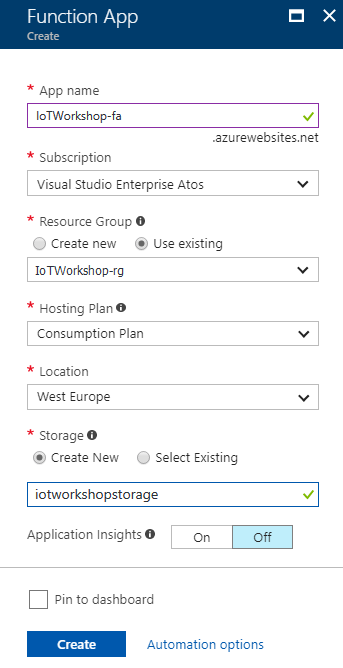 Function App
Create
* App name
IoTWorkshop-fa
.azurewebsites.net
* Subscription
Visual Studio Enterprise Atos
* Resource Group
Create new Use existing
IoTWorkshop-rg
* Hosting Plan
Consumption Plan
* Location
West Europe
* Storage
Create New Select Existing
iotworkshopstorage
Application Insights On Off
Pin to dashboard
Create Automation options